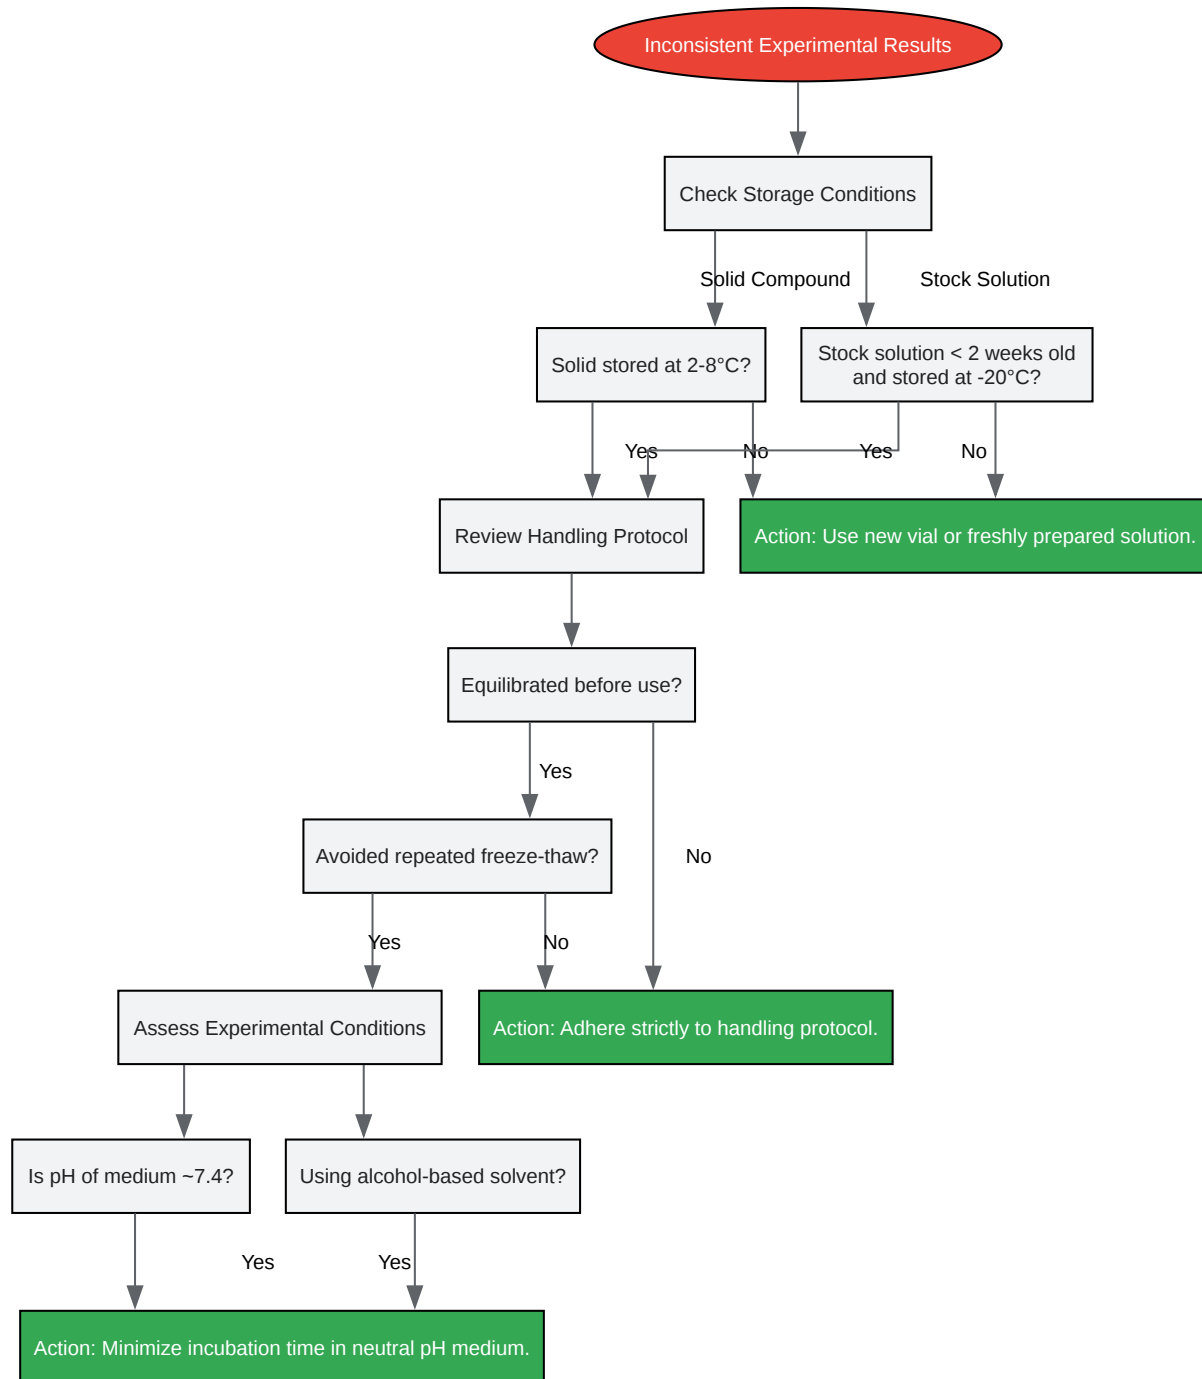 Inconsistent Experimental Results
Check Storage Conditions
Solid Compound
Stock Solution
Solid stored at 2-8°C?
Stock solution < 2 weeks old
and stored at -20°C?
Yes
No
Yes
No
Review Handling Protocol
Action: Use new vial or freshly prepared solution.
Equilibrated before use?
Yes
Avoided repeated freeze-thaw?
No
Yes
No
Assess Experimental Conditions
Action: Adhere strictly to handling protocol.
Is pH of medium ~7.4?
Using alcohol-based solvent?
Yes
Yes
Action: Minimize incubation time in neutral pH medium.